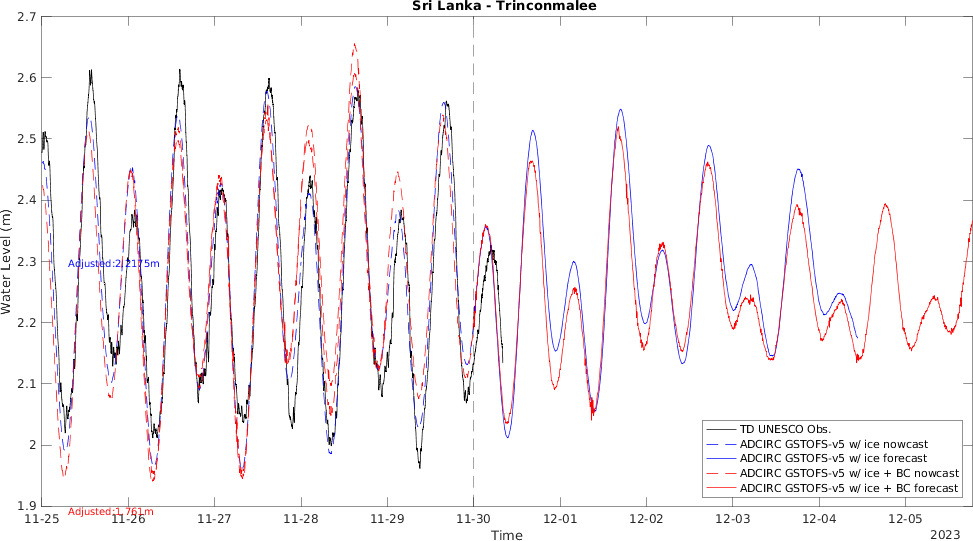 Sri Lanka - Trinconmalee
2.7
2.6
2.5
2.4
2.3
2.2
2.1
2
1.9
Water Level (m)
Adjusted:2.2175m
Adjusted:1.761m
TD UNESCO Obs.
ADCIRC GSTOFS-v5 w/ ice nowcast
ADCIRC GSTOFS-v5 w/ ice forecast
ADCIRC GSTOFS-v5 w/ ice + BC nowcast
ADCIRC GSTOFS-v5 w/ ice + BC forecast
11-25 11-26 11-27 11-28 11-29 11-30 12-01 12-02 12-03 12-04 12-05
Time
2023